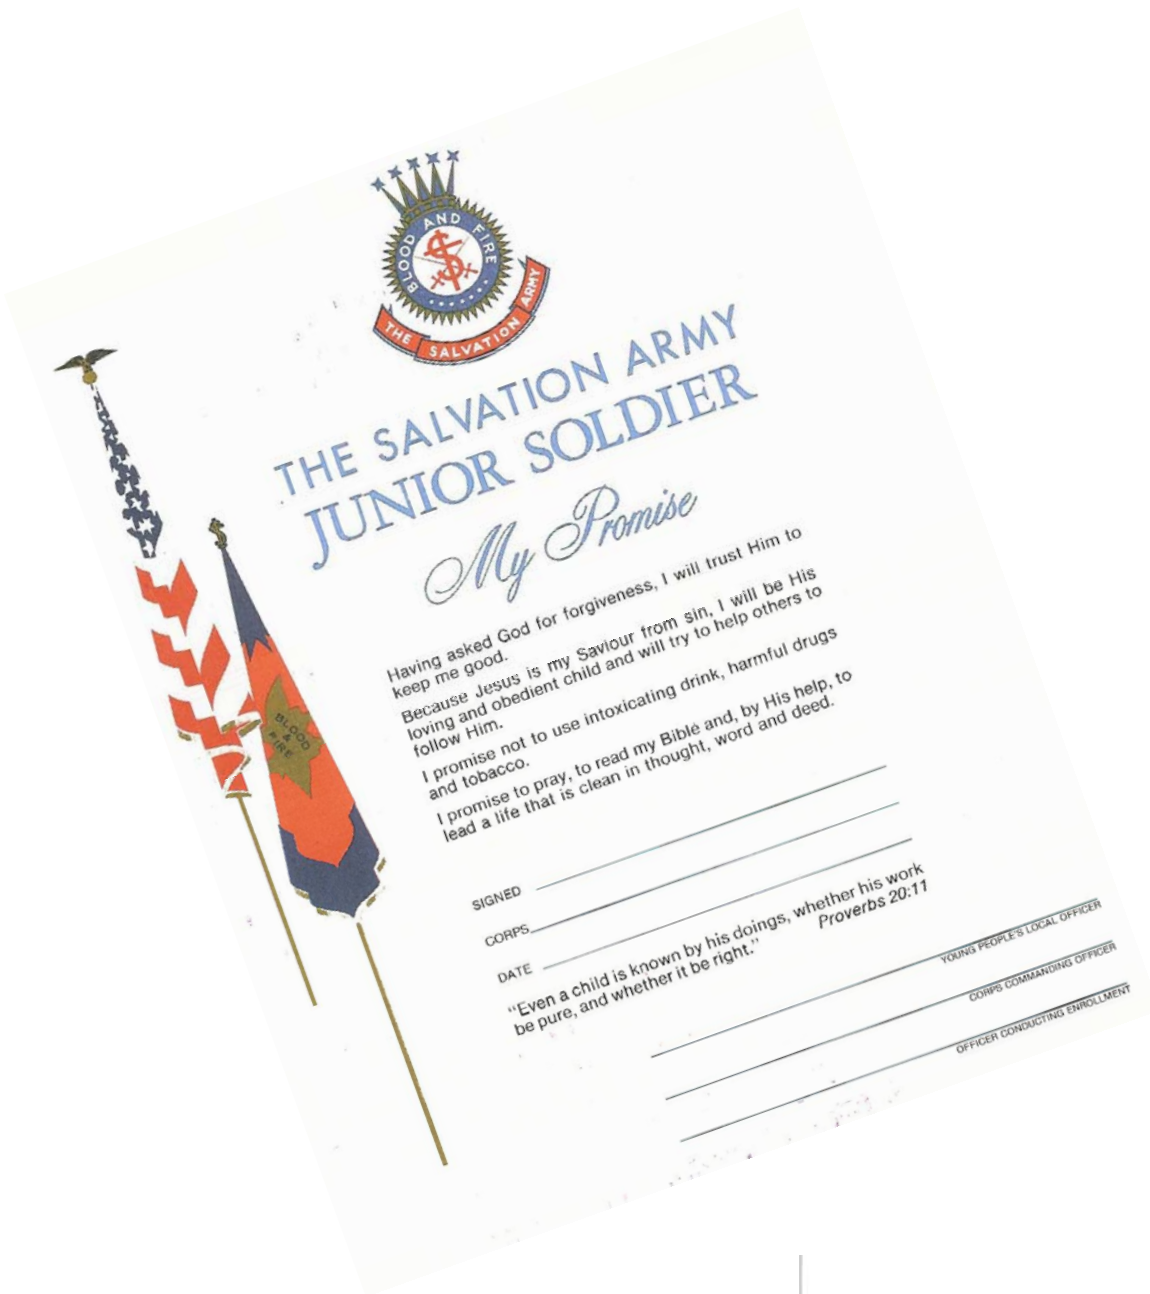 BLOOD AND FIRE
THE SALVATION ARMY
THE SALVATION ARMY
JUNIOR SOLDIER
My Promise
Having asked God for forgiveness, I will trust Him to
keep me good.
Because Jesus is my Saviour from sin, I will be His
loving and obedient child and will try to help others to
follow Him.
I promise not to use intoxicating drink, harmful drugs
and tobacco.
I promise to pray, to read my Bible and, by His help, to
lead a life that is clean in thought, word and deed.
BLOOD
&
FIRE
SIGNED
CORPS
DATE
“Even a child is known by his doings, whether his work
be pure, and whether it be right.”
Proverbs 20:11
YOUNG PEOPLE'S LOCAL OFFICER
CORPS COMMANDING OFFICER
OFFICER CONDUCTING ENROLLMENT